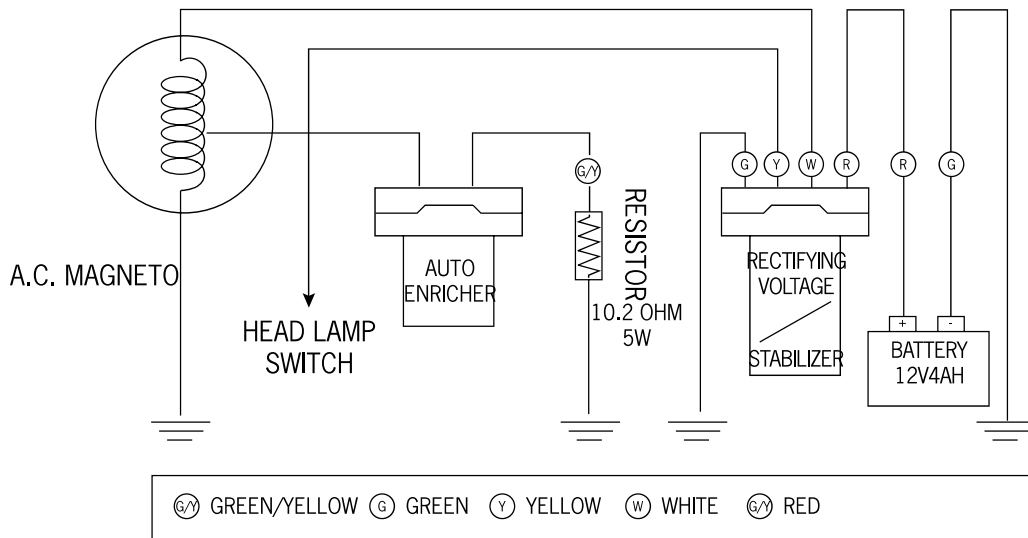 G
Y
W
R
R
G
G/Y
RESISTOR
A.C. MAGNETO
AUTO
ENRICHER
RECTIFYING
VOLTAGE
STABILIZER
10.2 OHM
5W
HEAD LAMP
SWITCH
+
-
BATTERY
12V4AH
G/Y GREEN/YELLOW G GREEN Y YELLOW W WHITE G/Y RED